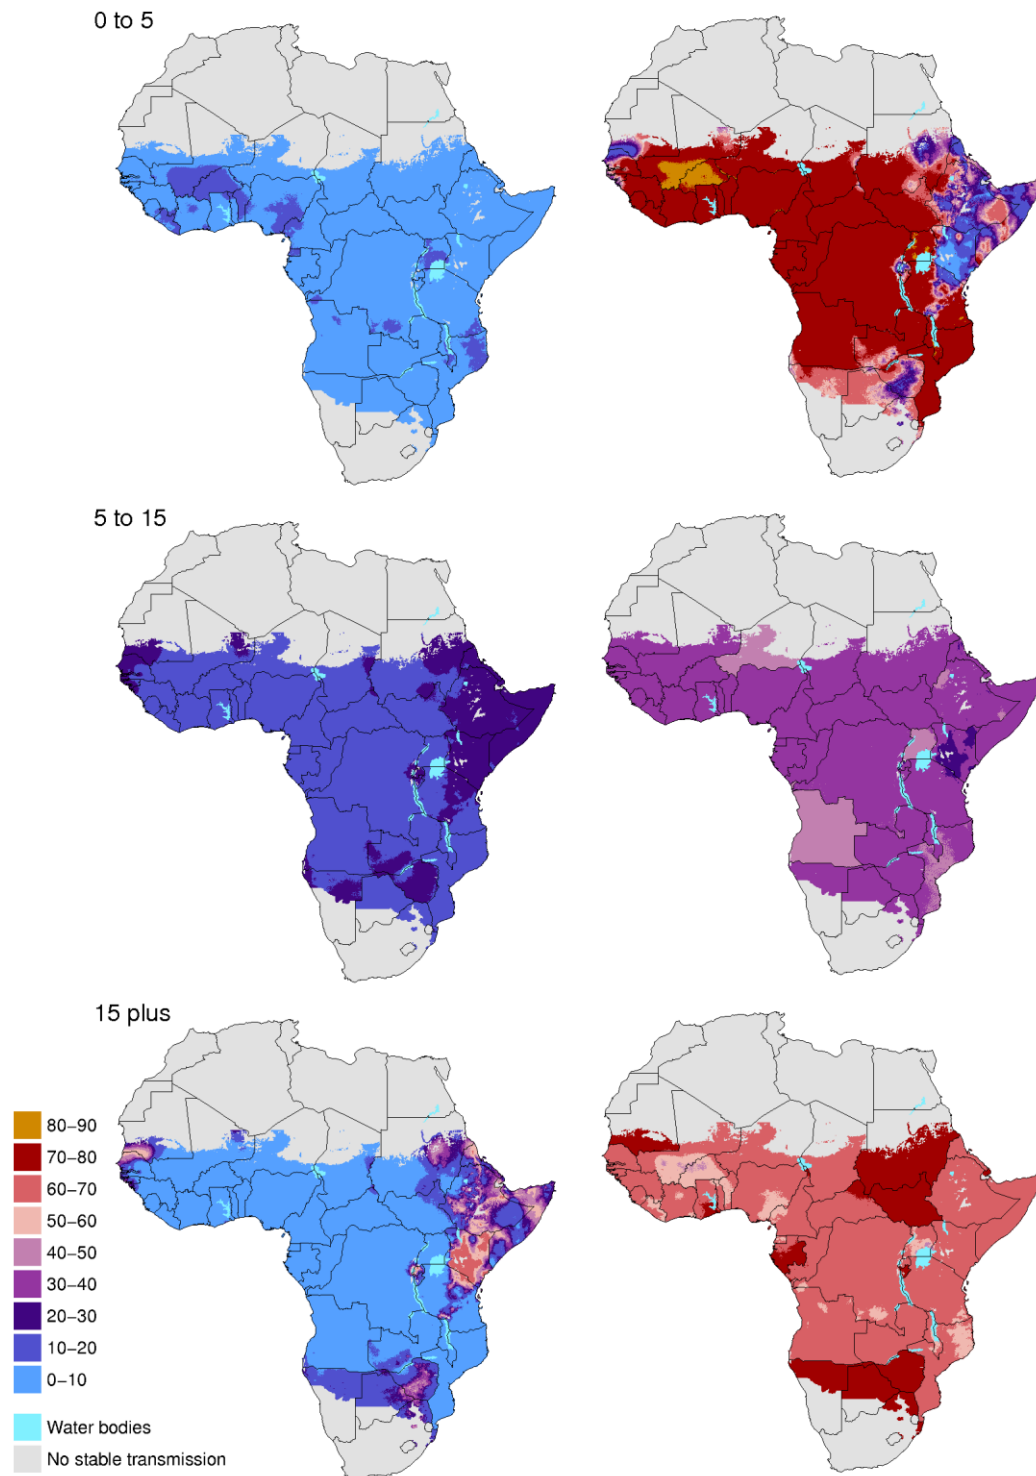 0 to 5
5 to 15
15 plus
80–90
70–80
60–70
50–60
40–50
30–40
20–30
10–20
0–10
Water bodies
No stable transmission